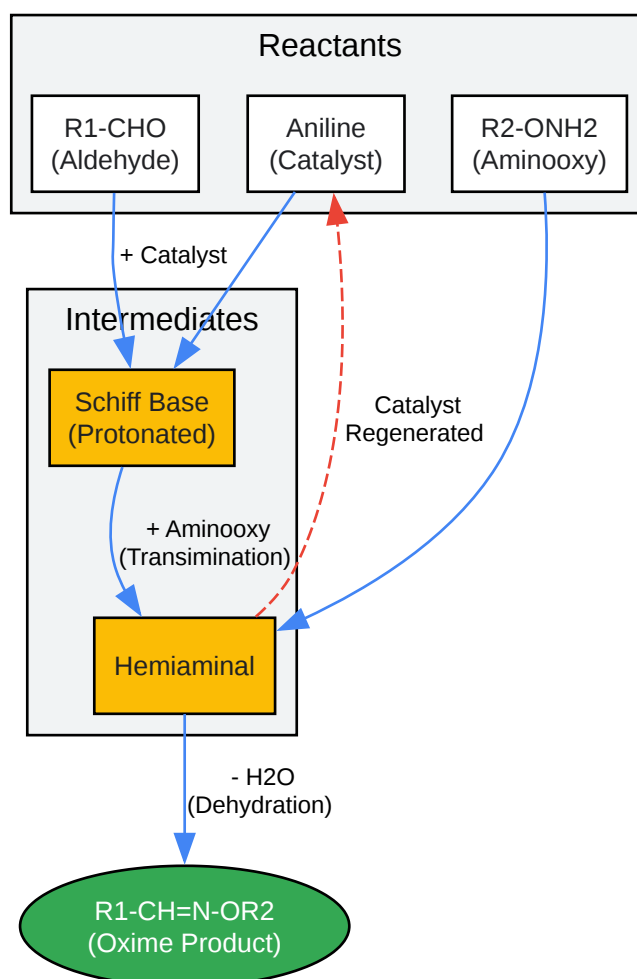 Reactants
R1-CHO
(Aldehyde)
Aniline
(Catalyst)
R2-ONH2
(Aminooxy)
+ Catalyst
Intermediates
Schiff Base
(Protonated)
Catalyst
Regenerated
+ Aminooxy
(Transimination)
Hemiaminal
- H2O
(Dehydration)
R1-CH=N-OR2
(Oxime Product)